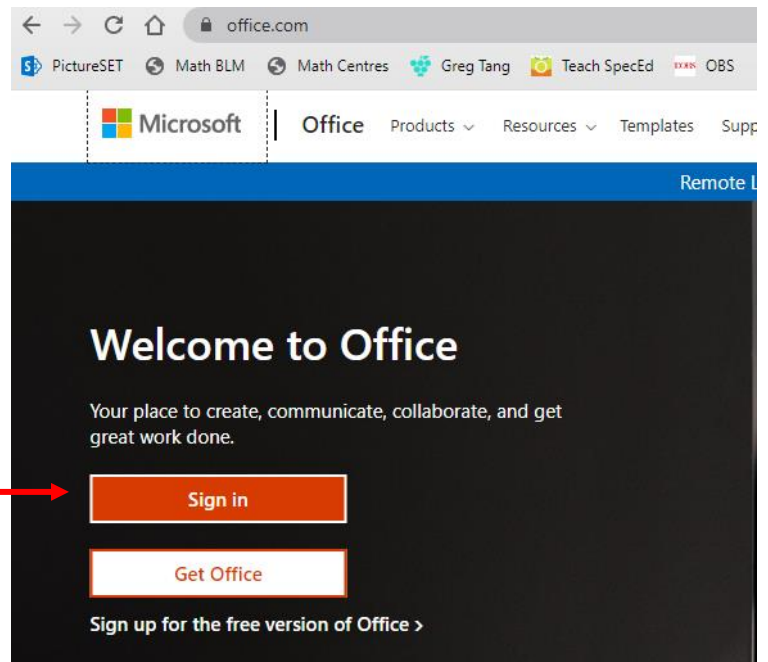 office.com
PictureSET Math BLM Math Centres Greg Tang Teach SpecEd OBS
Microsoft Office Products Resources Templates Supp
Remote L
Welcome to Office
Your place to create, communicate, collaborate, and get
great work done.
Sign in
Get Office
Sign up for the free version of Office >